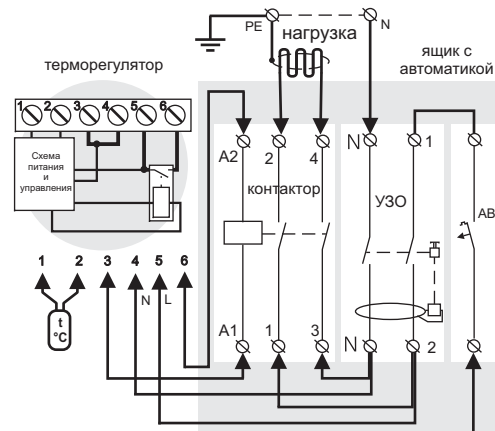 PE
N
нагрузка
ящик с
автоматикой
терморегулятор
1 2 3 4 5 6
Схема
питания
и
управления
A2 2 4 N 1
контактор
УЗО
АВ
1 2 3 4 5 6
N L
t
°C
A1 1 3 N 2